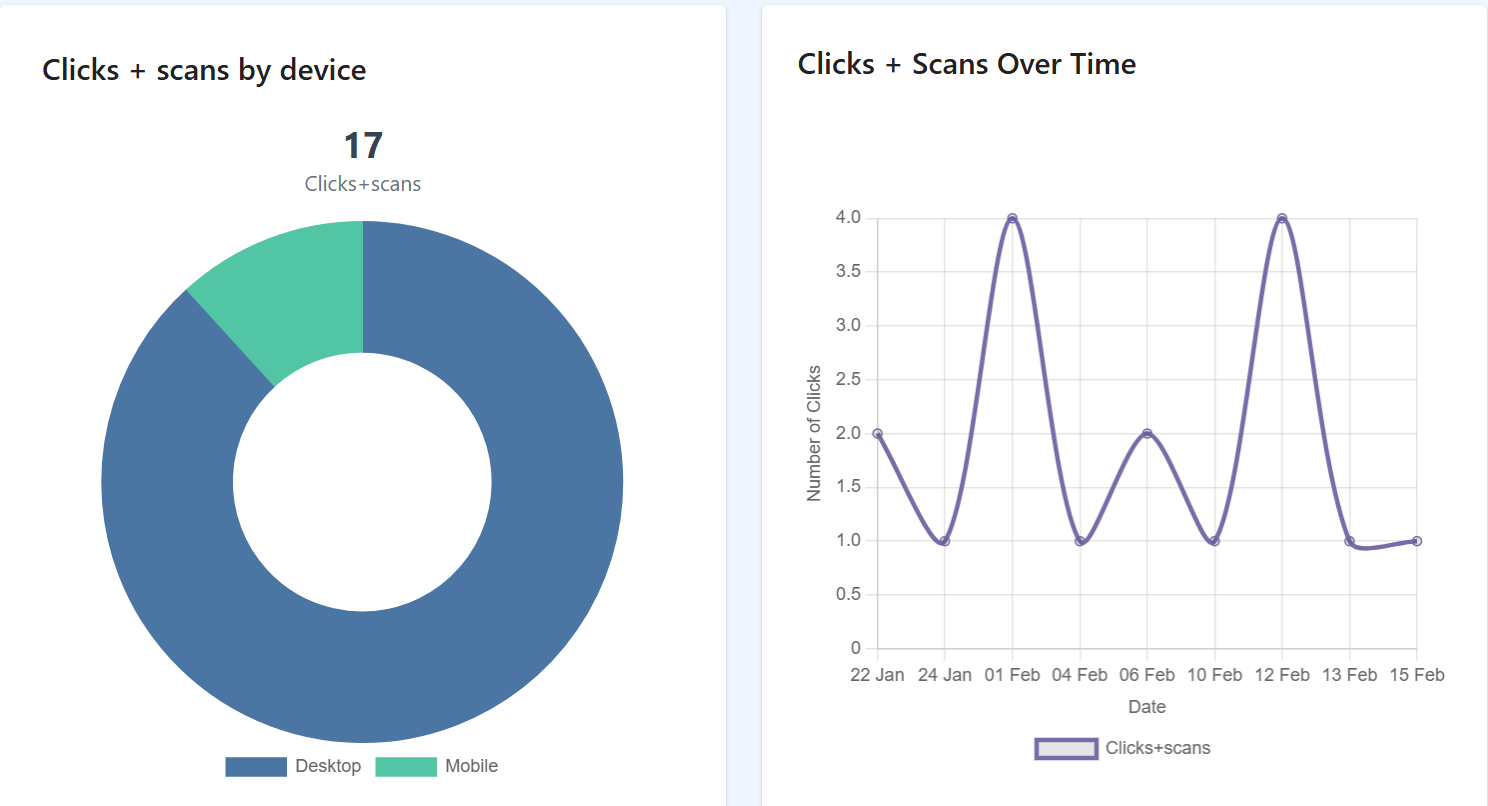 Clicks + scans by device
17
Clicks+scans
Desktop Mobile
Clicks + Scans Over Time
Number of Clicks
4.0
3.5
3.0
2.5
2.0
1.5
1.0
0.5
0
22 Jan 24 Jan 01 Feb 04 Feb 06 Feb 10 Feb 12 Feb 13 Feb 15 Feb
Date
Clicks+scans